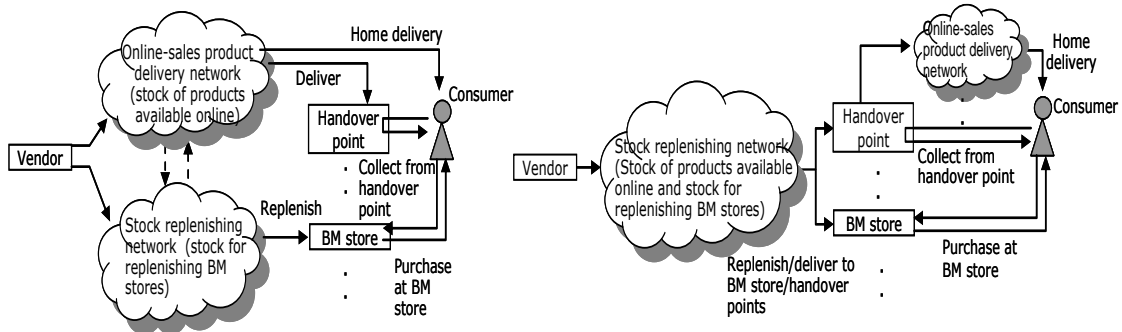 Online-sales product
delivery network
(stock of products
available online)
Home delivery
Deliver
Consumer
Handover
point
Vendor
Collect from
handover
point
Stock replenishing
network (stock for
replenishing BM
stores)
Replenish
BM store
Purchase
at BM
store
Online-sales
product delivery
network
Home
delivery
Consumer
Handover
point
Vendor
Stock replenishing network
(Stock of products available
online and stock for
replenishing BM stores)
Collect from
handover point
BM store
Purchase at
BM store
Replenish/deliver to
BM store/handover
points